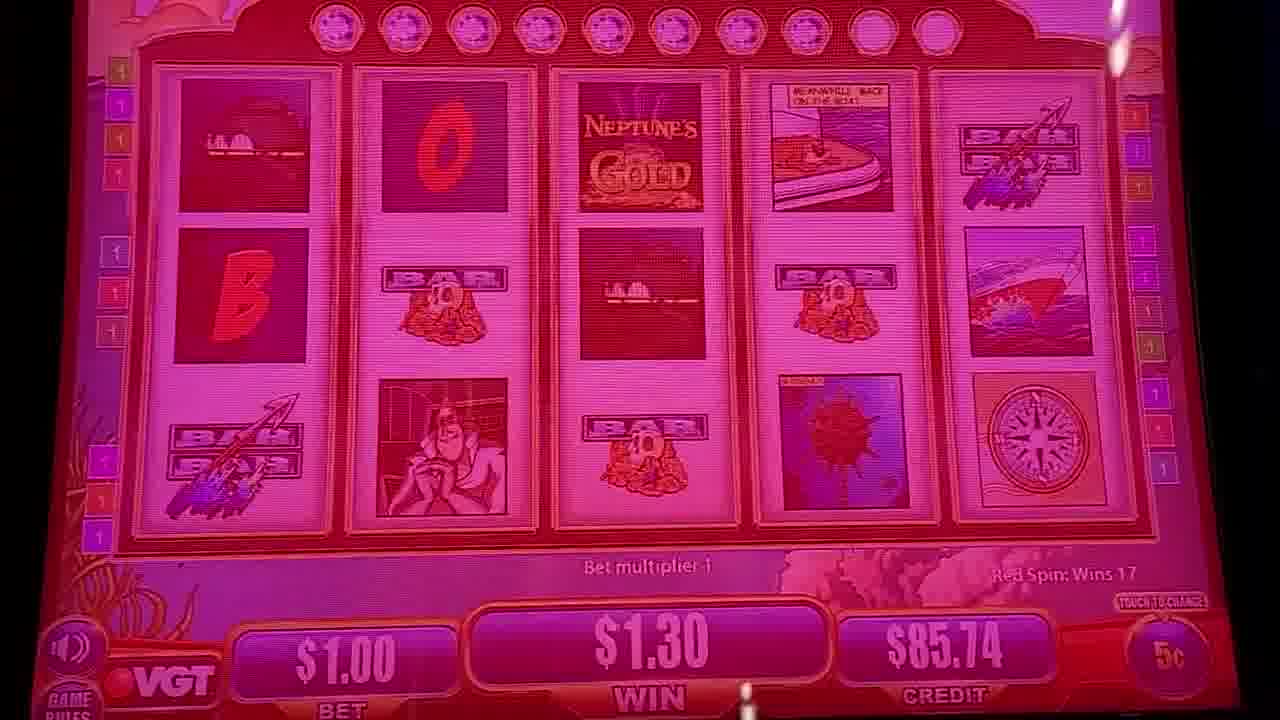 MEANWHILE BACK
ON THE BOAT
O
NEPTUNE'S
GOLD
BAR
BAR
B
BAR
BAR
BAR
BAR
BAR
Bet multiplier 1
Red Spin: Wins 17
TOUCH TO CHANGE
$1.00
$1.30
$85.74
5¢
VGT
BET
WIN
CREDIT
GAME
RULES